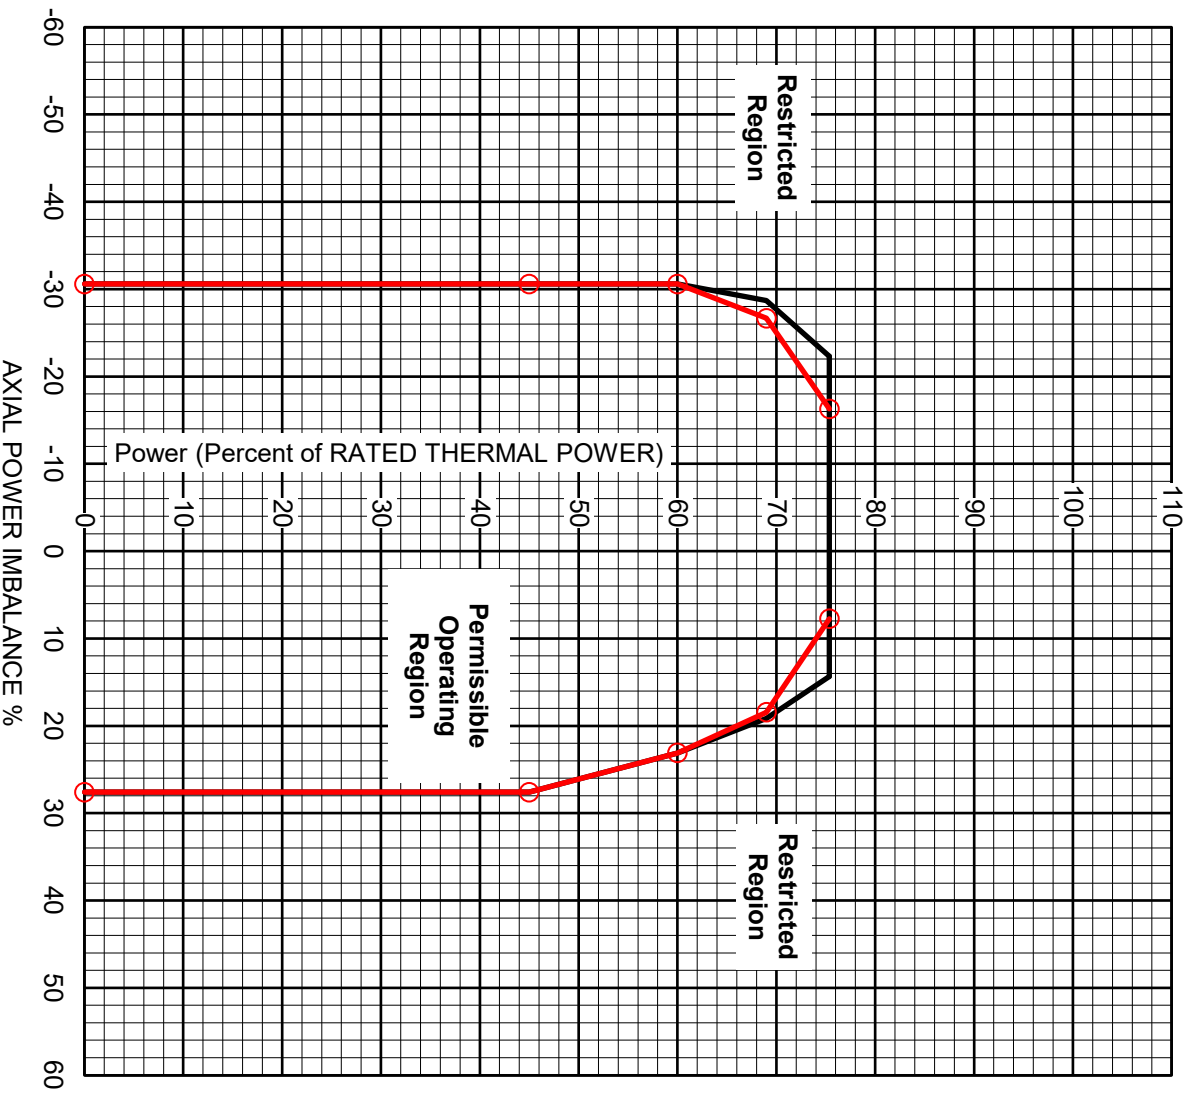 -60
-50
-40
-30
-20
-10
0
10
20
30
40
50
60
AXIAL POWER IMBALANCE %
0
10
20
30
40
50
60
70
80
90
100
110
Power (Percent of RATED THERMAL POWER)
Restricted
Region
Permissible
Operating
Region
Restricted
Region